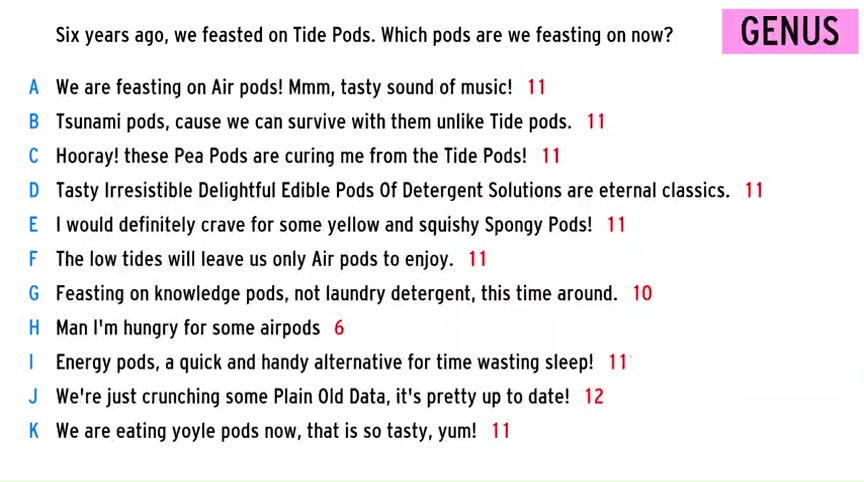 Six years ago, we feasted on Tide Pods. Which pods are we feasting on now?
GENUS
A We are feasting on Air pods! Mmm, tasty sound of music! 11
B Tsunami pods, cause we can survive with them unlike Tide pods. 11
C Hooray! these Pea Pods are curing me from the Tide Pods! 11
D Tasty Irresistible Delightful Edible Pods Of Detergent Solutions are eternal classics. 11
E I would definitely crave for some yellow and squishy Spongy Pods! 11
F The low tides will leave us only Air pods to enjoy. 11
G Feasting on knowledge pods, not laundry detergent, this time around. 10
H Man I'm hungry for some airpods 6
I Energy pods, a quick and handy alternative for time wasting sleep! 11
J We're just crunching some Plain Old Data, it's pretty up to date! 12
K We are eating yoyle pods now, that is so tasty, yum! 11